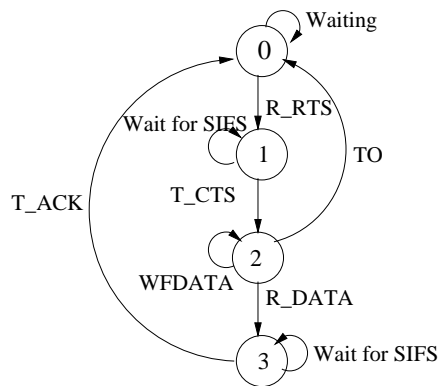 Waiting
0
R_RTS
Wait for SIFS
1
TO
T_CTS
T_ACK
2
WFDATA
R_DATA
3
Wait for SIFS